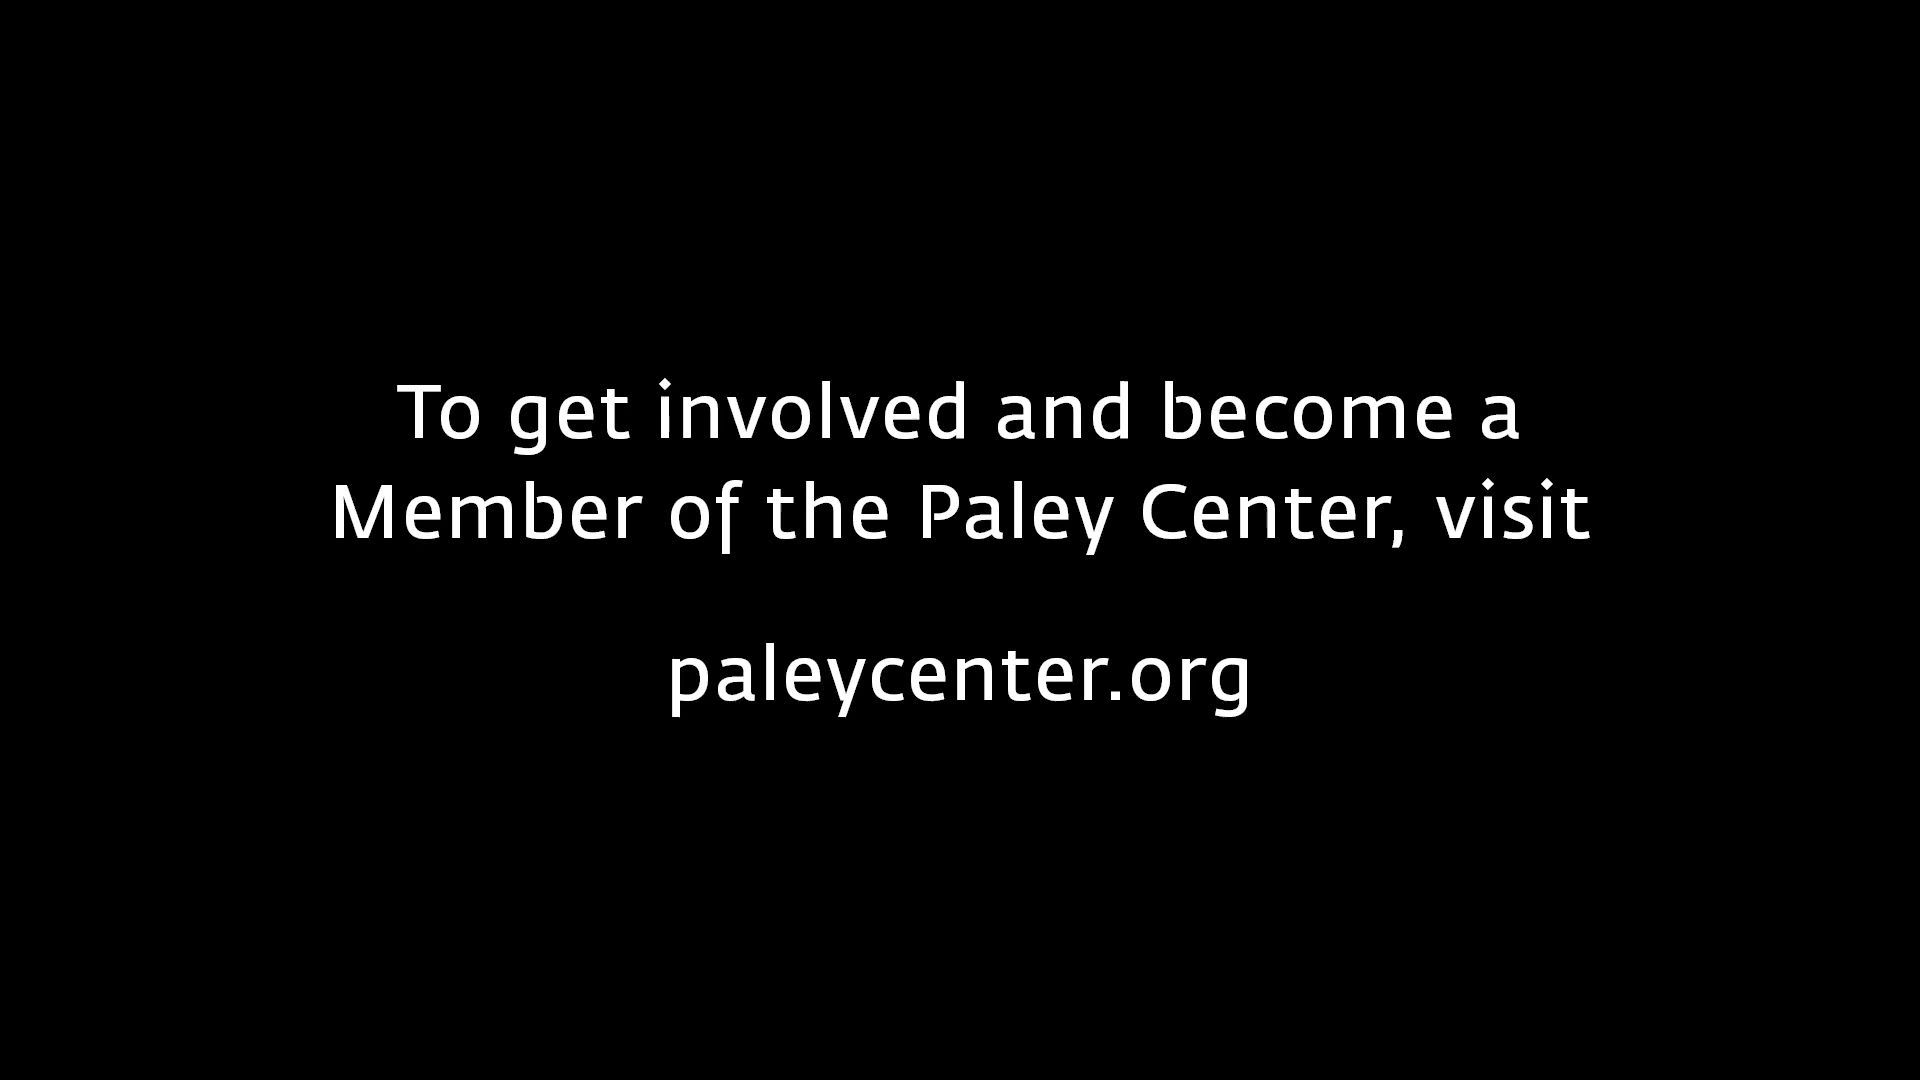 To get involved and become a
Member of the Paley Center, visit
paleycenter.org